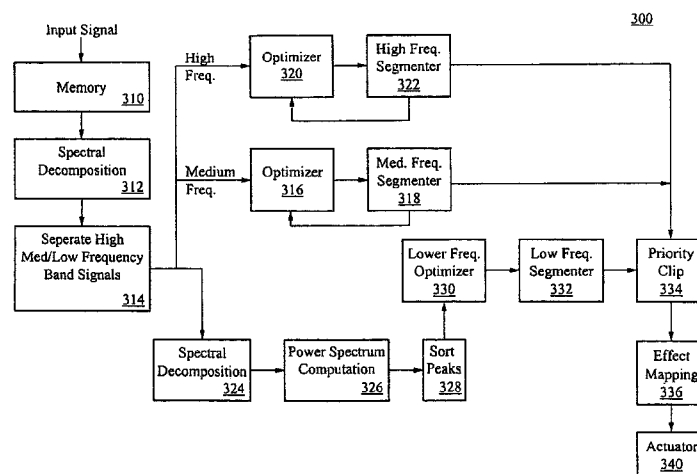 300
Input Signal
Memory
310
Spectral
Decomposition
312
Seperate High
Med/Low Frequency
Band Signals
314
High
Freq.
Optimizer
320
High Freq.
Segmenter
322
Medium
Freq.
Optimizer
316
Med. Freq.
Segmenter
318
Spectral
Decomposition
324
Power Spectrum
Computation
326
Sort
Peaks
328
Lower Freq.
Optimizer
330
Low Freq.
Segmenter
332
Priority
Clip
334
Effect
Mapping
336
Actuator
340